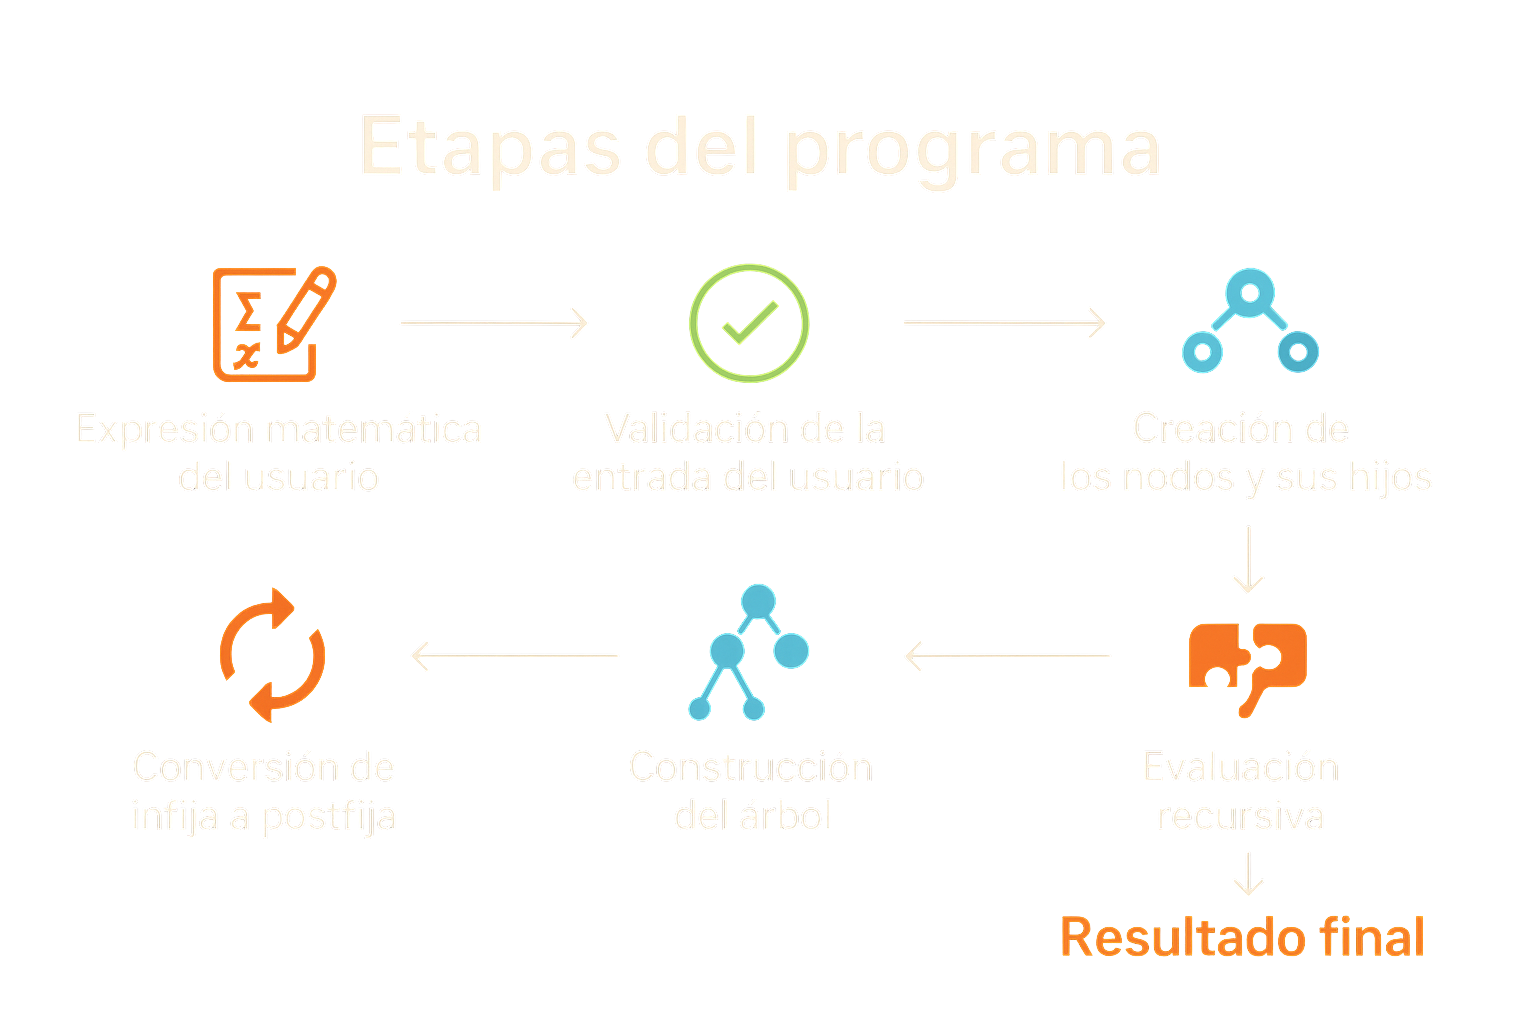 Etapas del programa
Σ
x
Expresión matematica
del usuario
Validación de la
entrada del usuario
Creación de
los nodos y sus hijos
Conversión de
infija a postfija
Construcción
del árbol
Evaluación
recursiva
Resultado final